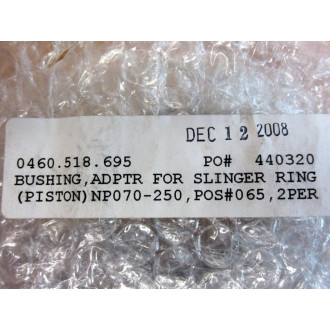 DEC 12 2008
0460.518.695 PO# 440320
BUSHING,ADPTR FOR SLINGER RING
(PISTON)NP070-250,POS#065,2PER